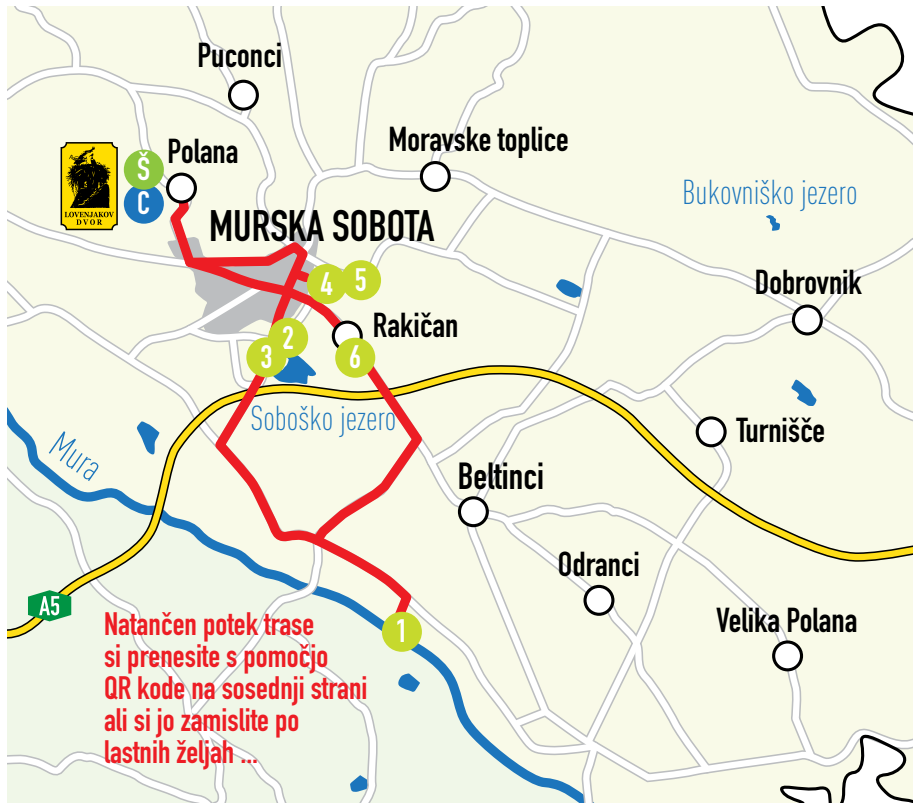 Puconci
Moravske toplice
Š
Polana
C
LOVENJAKOV
DVOR
Bukovniško jezero
MURSKA SOBOTA
4
5
Dobrovnik
Rakičan
2
3
6
Soboško jezero
Turnišče
Mura
Beltinci
Odranci
A5
1
Velika Polana
Natančen potek trase
si prenesite s pomočjo
QR kode na sosednji strani
ali si jo zamislite po
lastnih željah ...